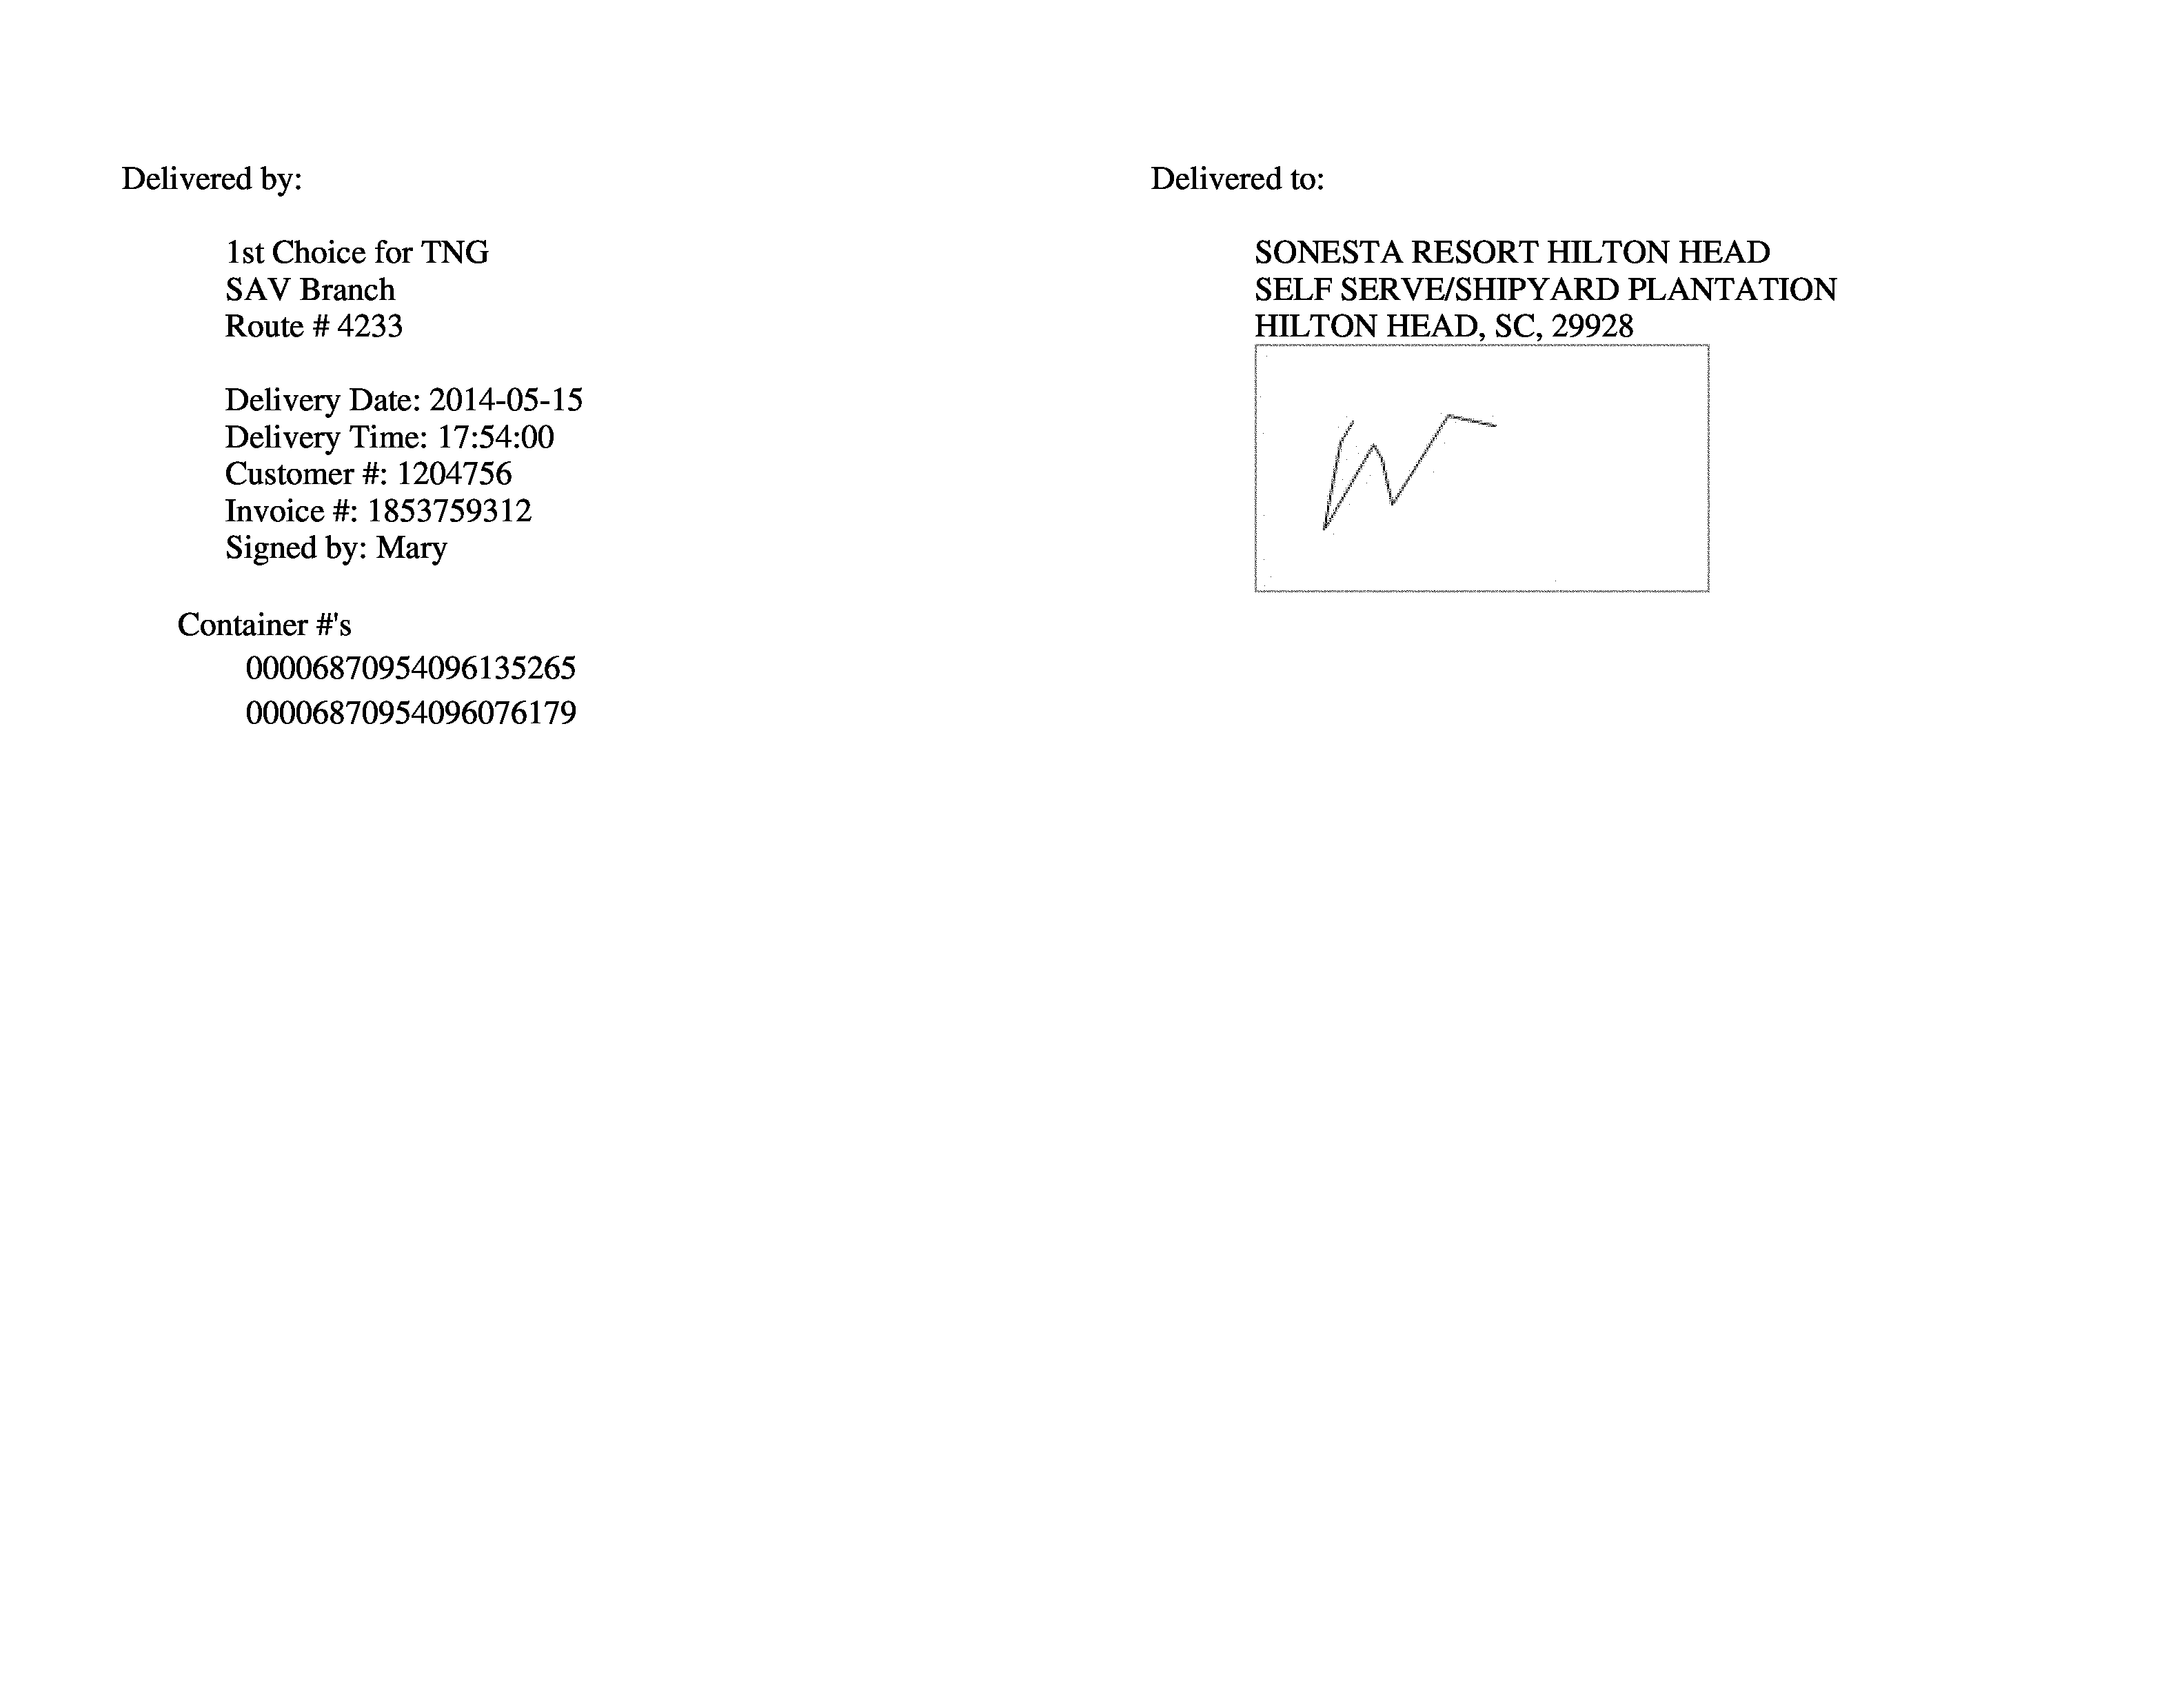 Delivered by:
1st Choice for TNG
SAV Branch
Route # 4233
Delivery Date: 2014-05-15
Delivery Time: 17:54:00
Customer #: 1204756
Invoice #: 1853759312
Signed by: Mary
Container #'s
00006870954096135265
00006870954096076179
Delivered to:
SONESTA RESORT HILTON HEAD
SELF SERVE/SHIPYARD PLANTATION
HILTON HEAD, SC, 29928